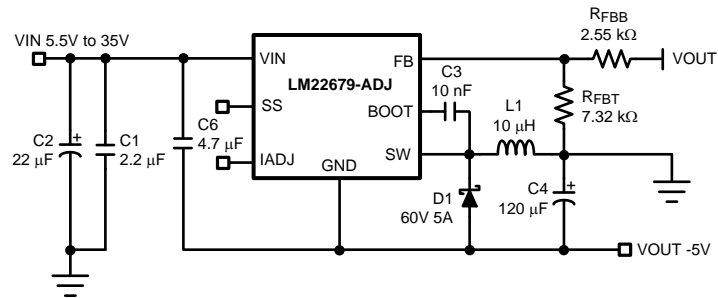 VIN 5.5V to 35V
VIN
FB
LM22679-ADJ
SS
BOOT
IADJ
GND
SW
RFBB
2.55 kΩ
VOUT
C3
10 nF
L1
10 μH
RFBT
7.32 kΩ
C2
22 μF
+
C1
2.2 μF
C6
4.7 μF
D1
60V 5A
C4
120 μF
+
VOUT -5V